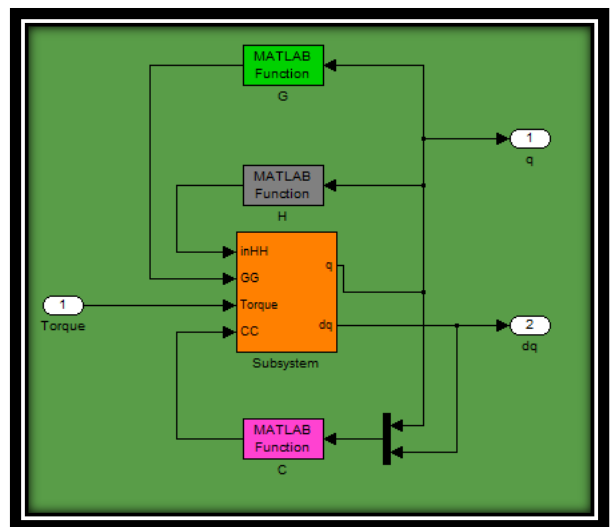 MATLAB
Function
G
1
q
MATLAB
Function
H
inHH
q
GG
1
Torque
Torque
dq
2
dq
CC
Subsystem
MATLAB
Function
C